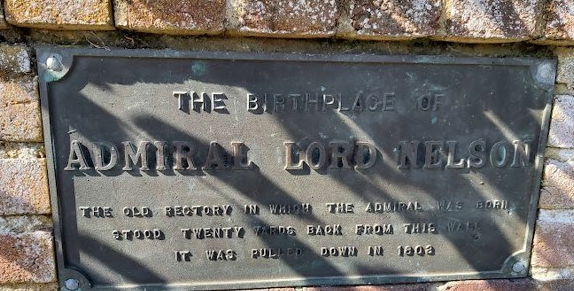 THE BIRTHPLACE OF
ADMIRAL LORD NELSON
THE OLD RECTORY IN WHICH THE ADMIRAL WAS BORN
STOOD TWENTY YARDS BACK FROM THIS WALL
IT WAS PULLED DOWN IN 1803